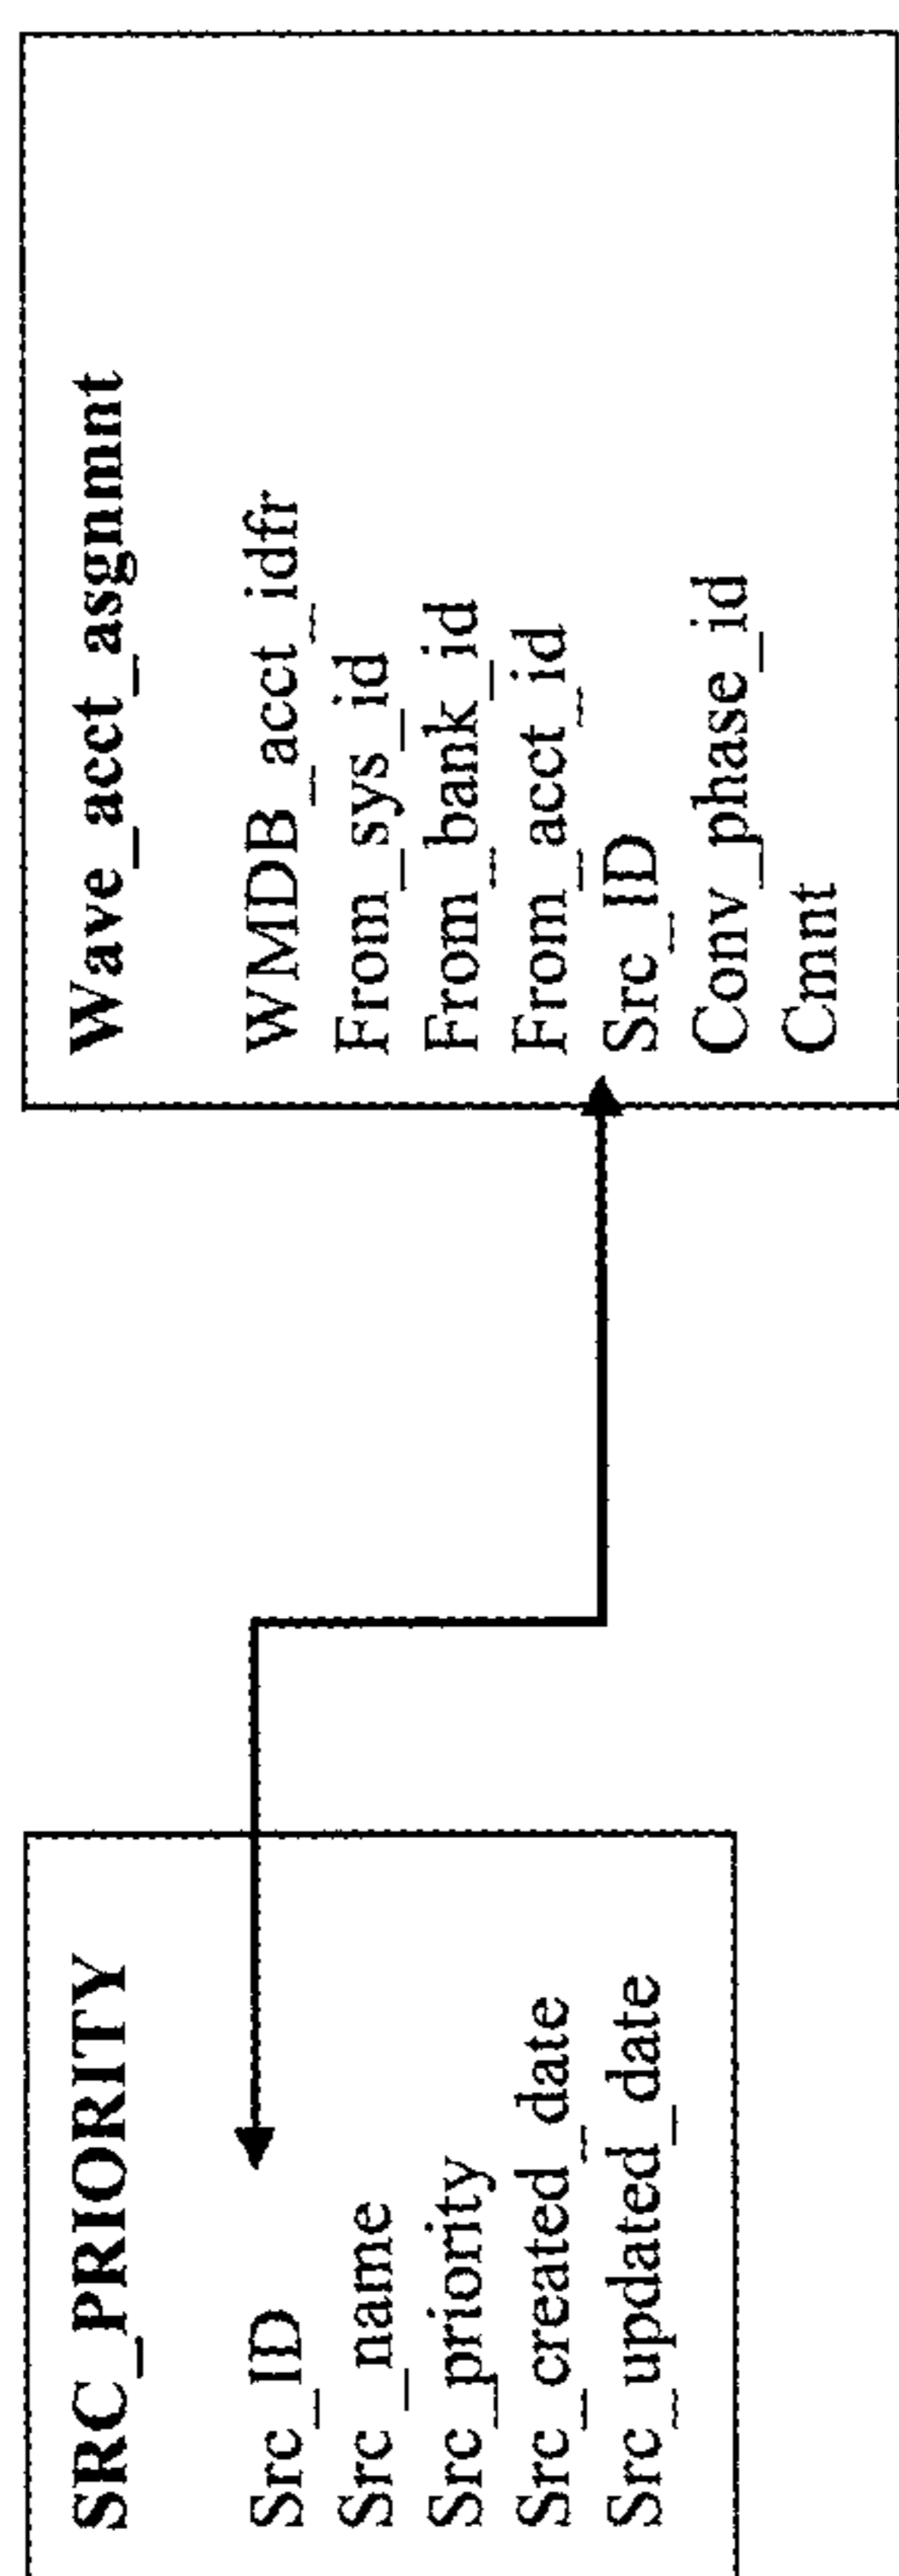 SRC_PRIORITY
Src_ID
Src_name
Src_priority
Src_created_date
Src_updated_date
Wave_acct_asgnmnt
WMDB_acct_idfr
From_sys_id
From_bank_id
From_acct_id
Src_ID
Conv_phase_id
Cmnt